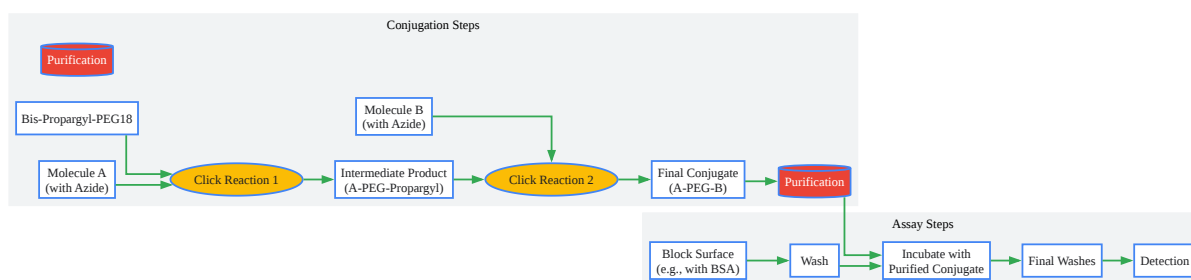 Conjugation Steps
Purification
Bis-Propargyl-PEG18
Molecule B
(with Azide)
Molecule A
(with Azide)
Click Reaction 1
Intermediate Product
(A-PEG-Propargyl)
Click Reaction 2
Final Conjugate
(A-PEG-B)
Purification
Assay Steps
Block Surface
(e.g., with BSA)
Wash
Incubate with
Purified Conjugate
Final Washes
Detection